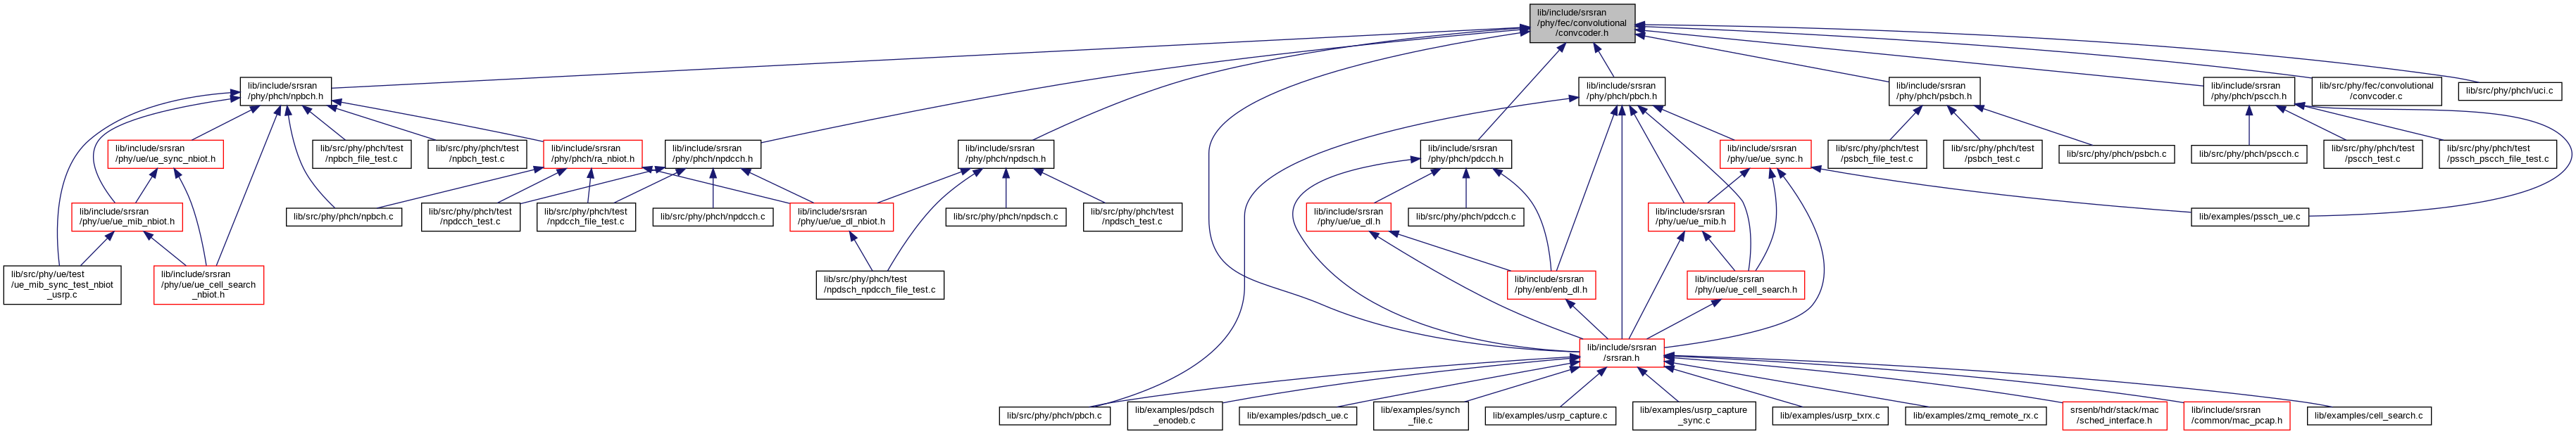 lib/include/srsran
/phy/fec/convolutional
/convcoder.h
lib/include/srsran
/phy/phch/npbch.h
lib/include/srsran
/phy/phch/pbch.h
lib/include/srsran
/phy/phch/psbch.h
lib/include/srsran
/phy/phch/pscch.h
lib/src/phy/fec/convolutional
/convcoder.c
lib/src/phy/phch/uci.c
lib/include/srsran
/phy/ue/ue_sync_nbiot.h
lib/src/phy/phch/test
/npbch_file_test.c
lib/src/phy/phch/test
/npbch_test.c
lib/include/srsran
/phy/phch/ra_nbiot.h
lib/include/srsran
/phy/phch/npdcch.h
lib/include/srsran
/phy/phch/npdsch.h
lib/include/srsran
/phy/phch/pdcch.h
lib/include/srsran
/phy/ue/ue_sync.h
lib/src/phy/phch/test
/psbch_file_test.c
lib/src/phy/phch/test
/psbch_test.c
lib/src/phy/phch/psbch.c
lib/src/phy/phch/pscch.c
lib/src/phy/phch/test
/pscch_test.c
lib/src/phy/phch/test
/pssch_pscch_file_test.c
lib/include/srsran
/phy/ue/ue_mib_nbiot.h
lib/src/phy/phch/npbch.c
lib/src/phy/phch/test
/npdcch_test.c
lib/src/phy/phch/test
/npdcch_file_test.c
lib/src/phy/phch/npdcch.c
lib/include/srsran
/phy/ue/ue_dl_nbiot.h
lib/src/phy/phch/npdsch.c
lib/src/phy/phch/test
/npdsch_test.c
lib/include/srsran
/phy/ue/ue_dl.h
lib/src/phy/phch/pdcch.c
lib/include/srsran
/phy/ue/ue_mib.h
lib/examples/pssch_ue.c
lib/src/phy/ue/test
/ue_mib_sync_test_nbiot
_usrp.c
lib/include/srsran
/phy/ue/ue_cell_search
_nbiot.h
lib/src/phy/phch/test
/npdsch_npdcch_file_test.c
lib/include/srsran
/phy/enb/enb_dl.h
lib/include/srsran
/phy/ue/ue_cell_search.h
lib/include/srsran
/srsran.h
lib/src/phy/phch/pbch.c
lib/examples/pdsch
_enodeb.c
lib/examples/pdsch_ue.c
lib/examples/synch
_file.c
lib/examples/usrp_capture.c
lib/examples/usrp_capture
_sync.c
lib/examples/usrp_txrx.c
lib/examples/zmq_remote_rx.c
srsenb/hdr/stack/mac
/sched_interface.h
lib/include/srsran
/common/mac_pcap.h
lib/examples/cell_search.c